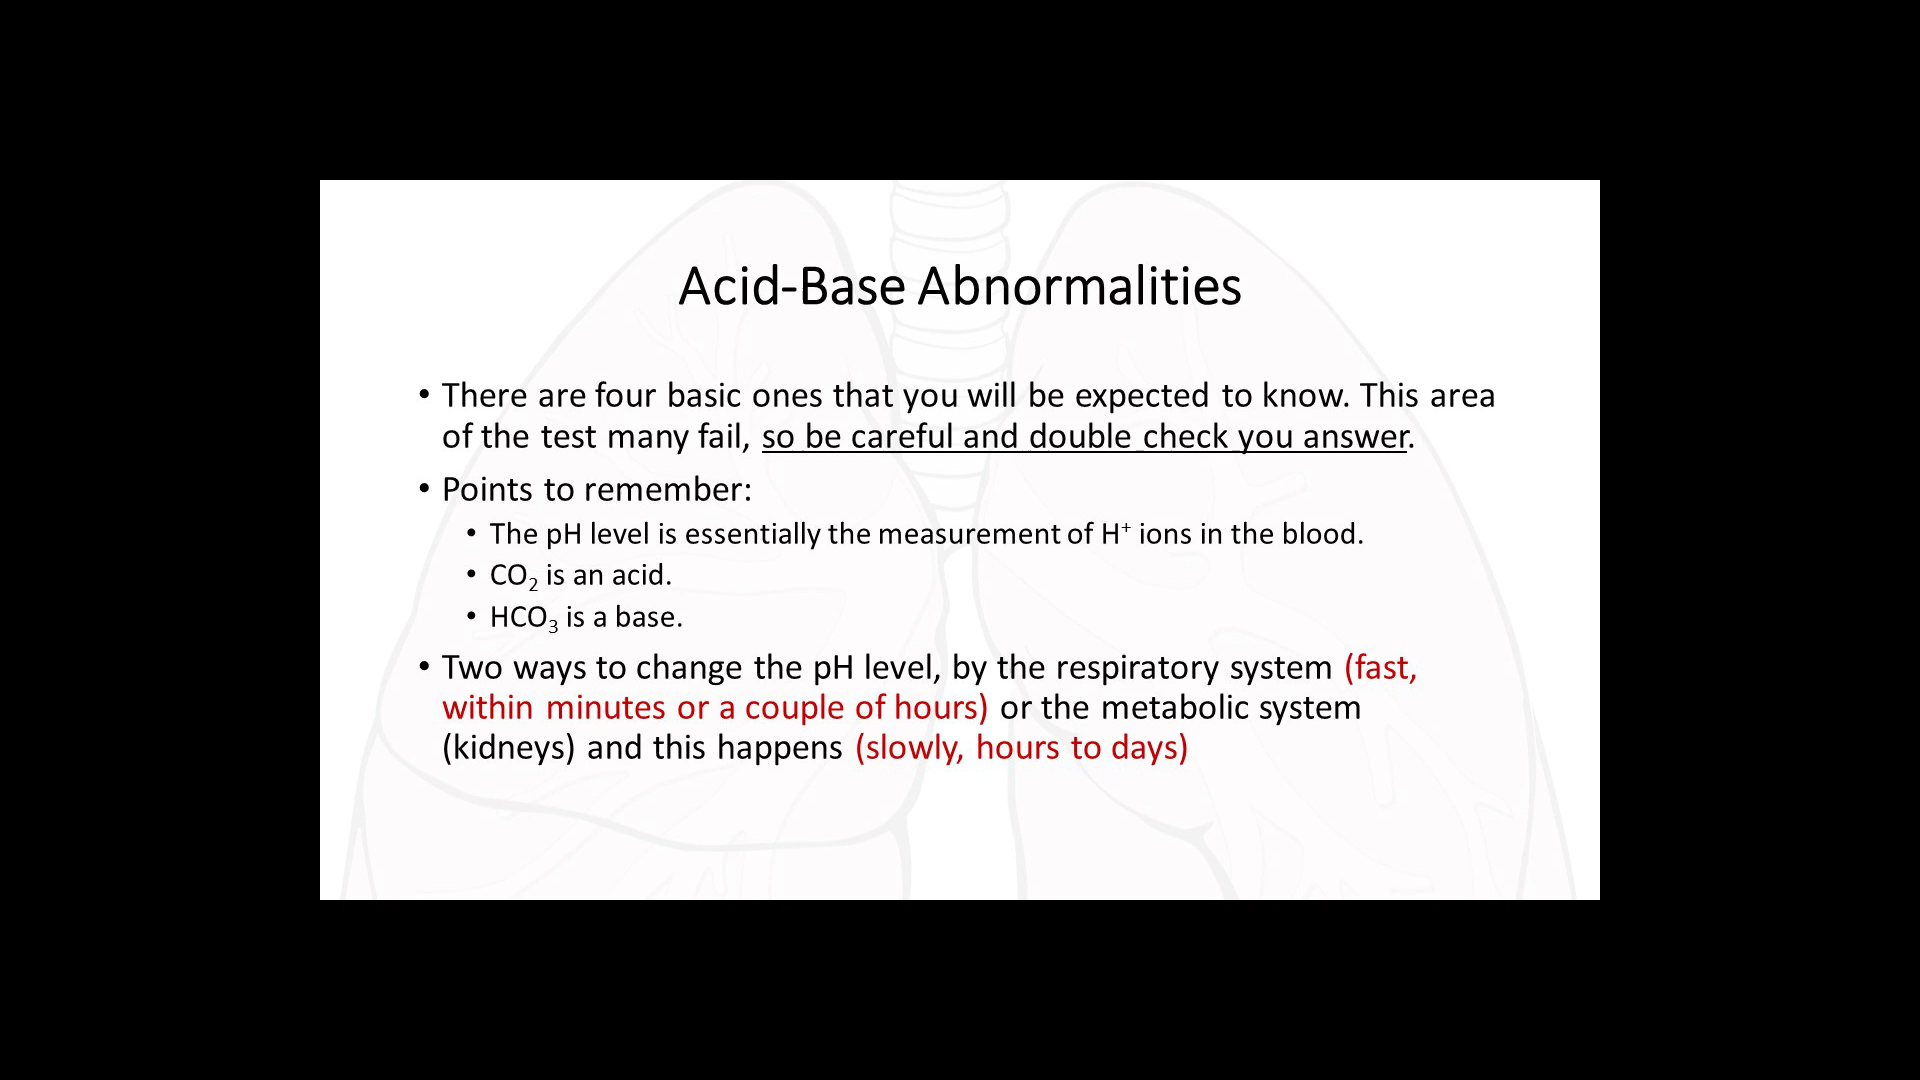 Acid-Base Abnormalities
• There are four basic ones that you will be expected to know. This area
of the test many fail, so be careful and double check you answer.
• Points to remember:
• The pH level is essentially the measurement of H⁺ ions in the blood.
• CO₂ is an acid.
• HCO₃ is a base.
• Two ways to change the pH level, by the respiratory system (fast,
within minutes or a couple of hours) or the metabolic system
(kidneys) and this happens (slowly, hours to days)